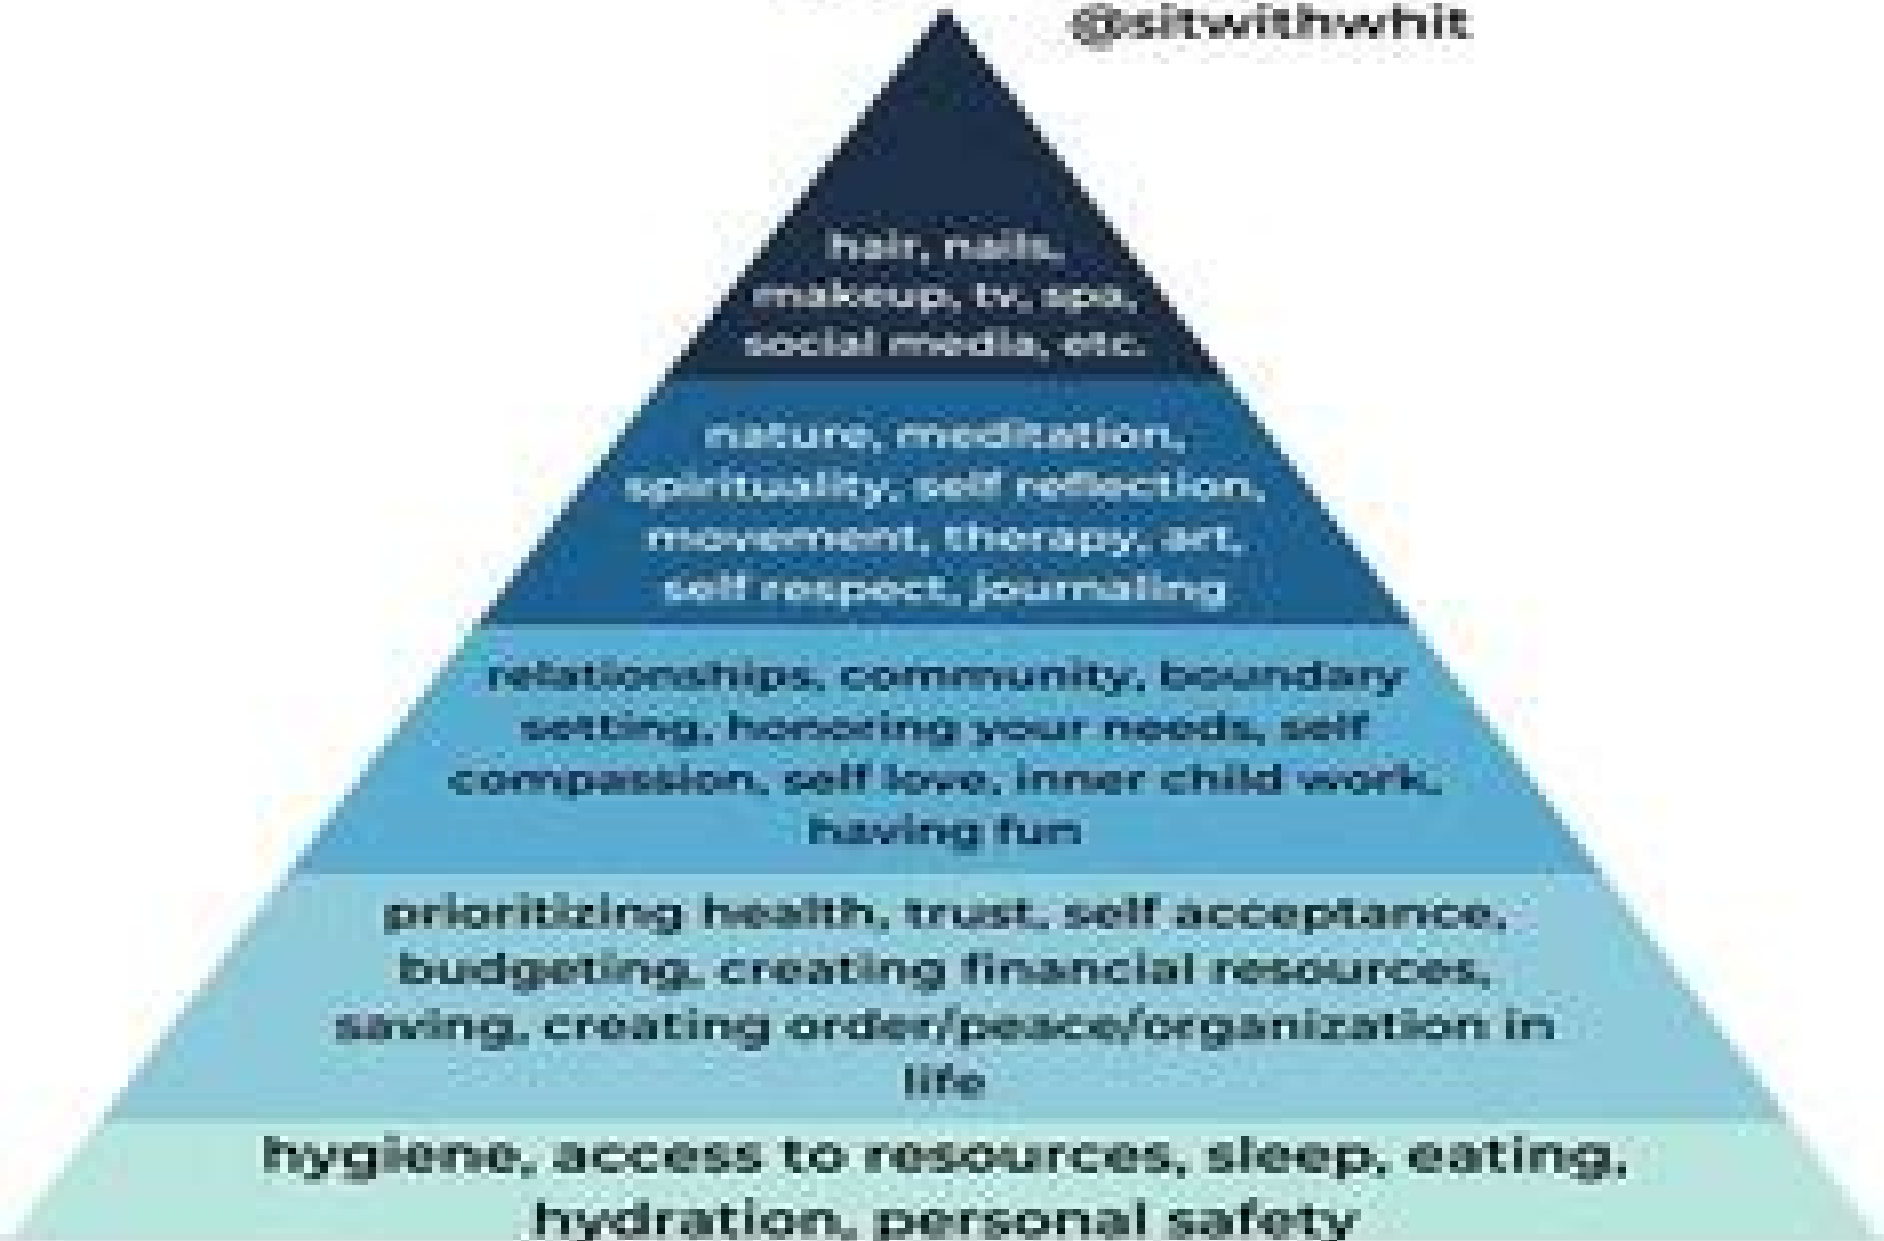 @sitwithwhit
hair, nails,
makeup, tv, spa,
social media, etc.
nature, meditation,
spirituality, self reflection,
movement, therapy, art,
self respect, journaling
relationships, community, boundary
setting, honoring your needs, self
compassion, self love, inner child work,
having fun
prioritizing health, trust, self acceptance,
budgeting, creating financial resources,
saving, creating order/peace/organization in
life
hygiene, access to resources, sleep, eating,
hydration, personal safety